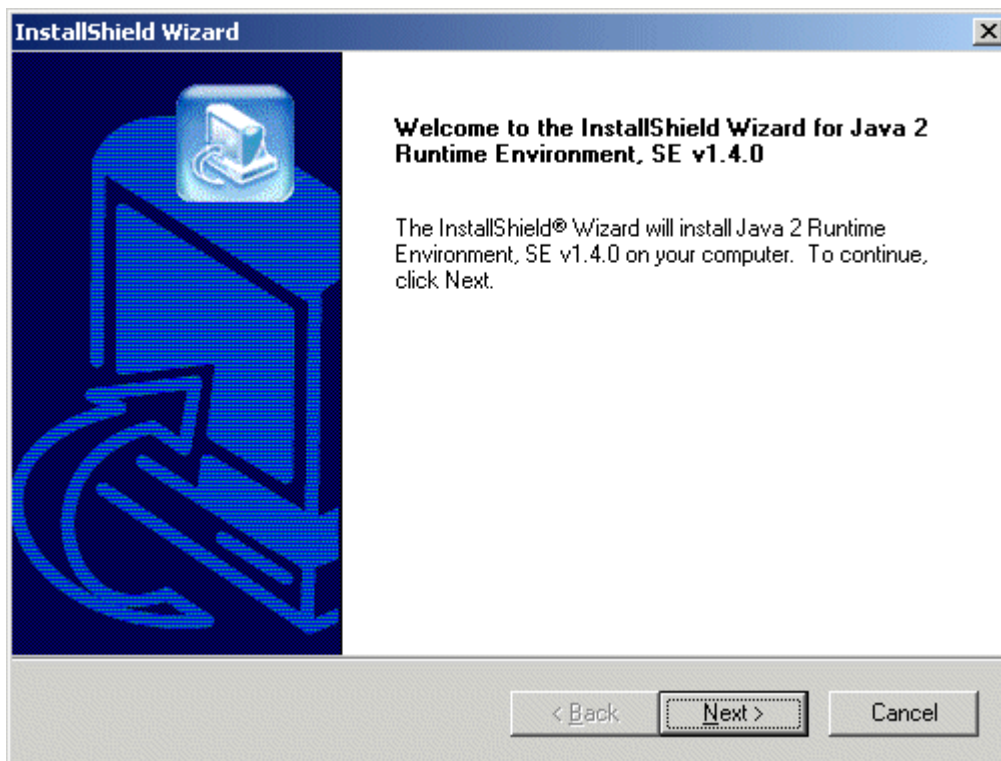 InstallShield Wizard
Welcome to the InstallShield Wizard for Java 2
Runtime Environment, SE v1.4.0
The InstallShield® Wizard will install Java 2 Runtime
Environment, SE v1.4.0 on your computer.  To continue,
click Next.
< Back
Next >
Cancel